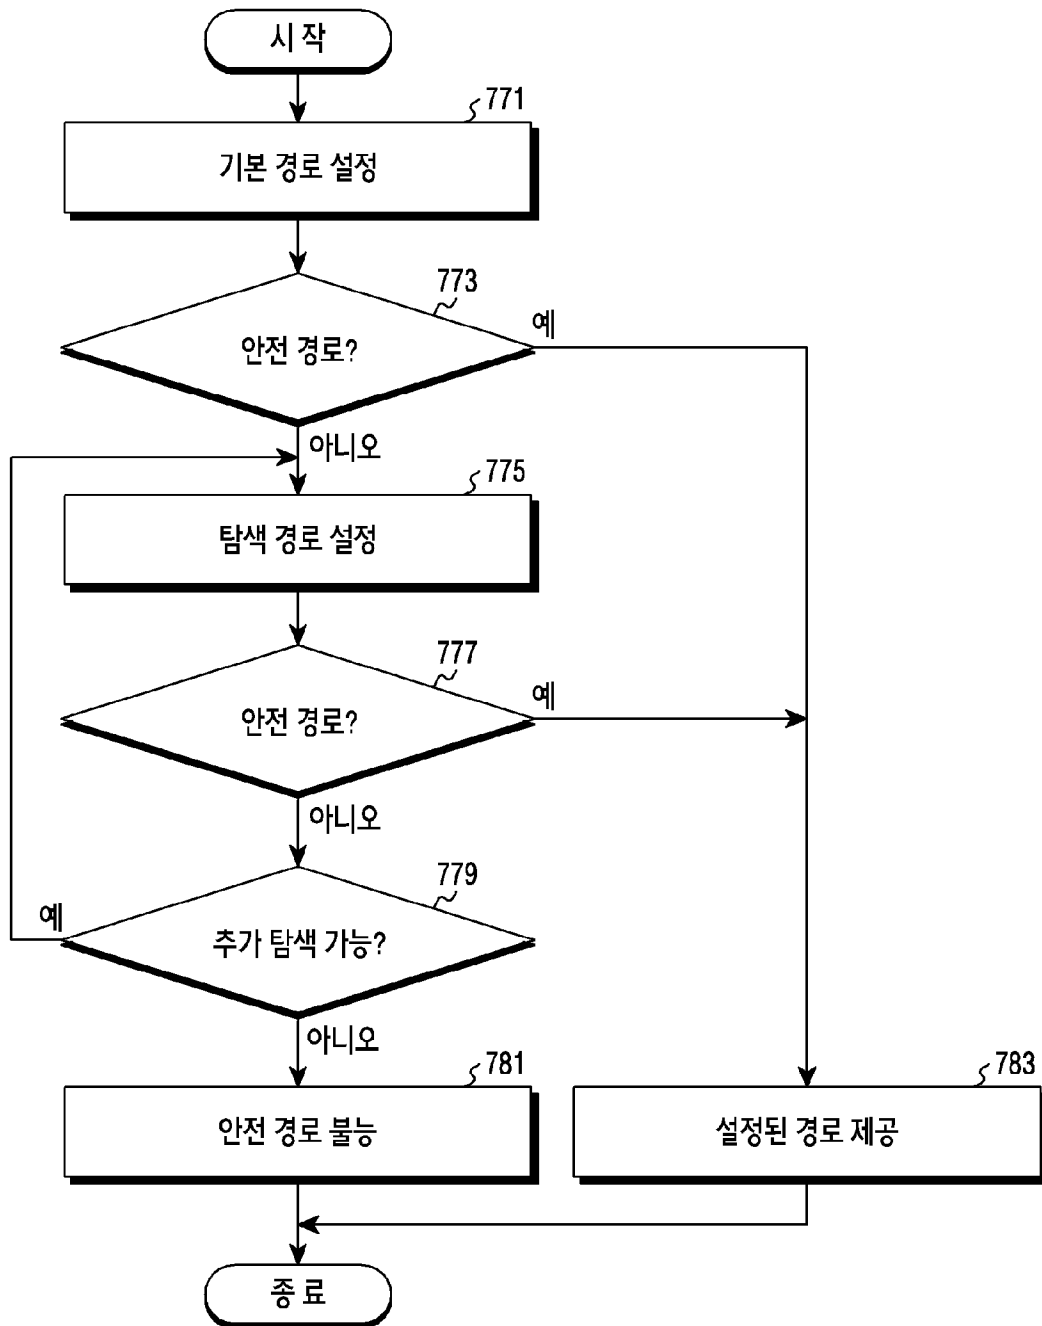 시 작
771
기본 경로 설정
773
안전 경로?
예
아니오
775
탐색 경로 설정
777
안전 경로?
예
아니오
779
추가 탐색 가능?
예
아니오
781
안전 경로 불능
783
설정된 경로 제공
종 료